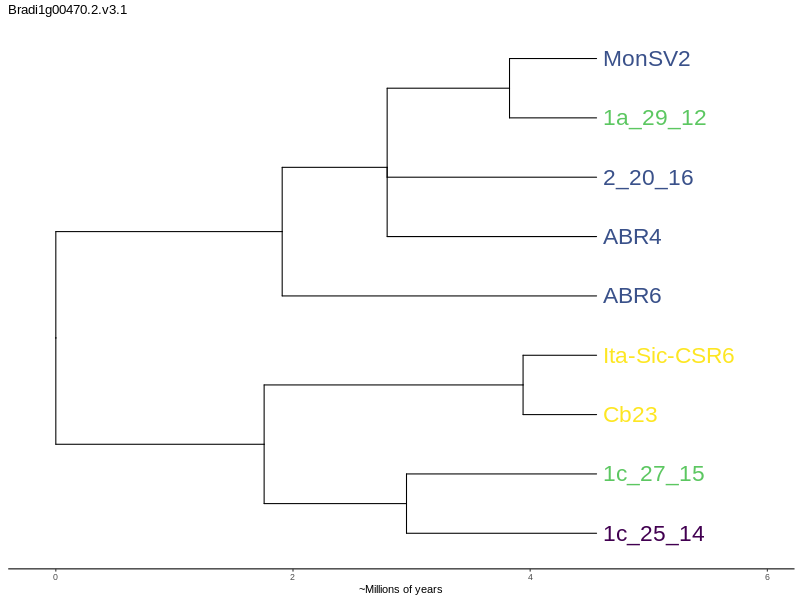 Bradi1g00470.2.v3.1
MonSV2
1a_29_12
2_20_16
ABR4
ABR6
Ita-Sic-CSR6
Cb23
1c_27_15
1c_25_14
0 2 4 6
~Millions of years